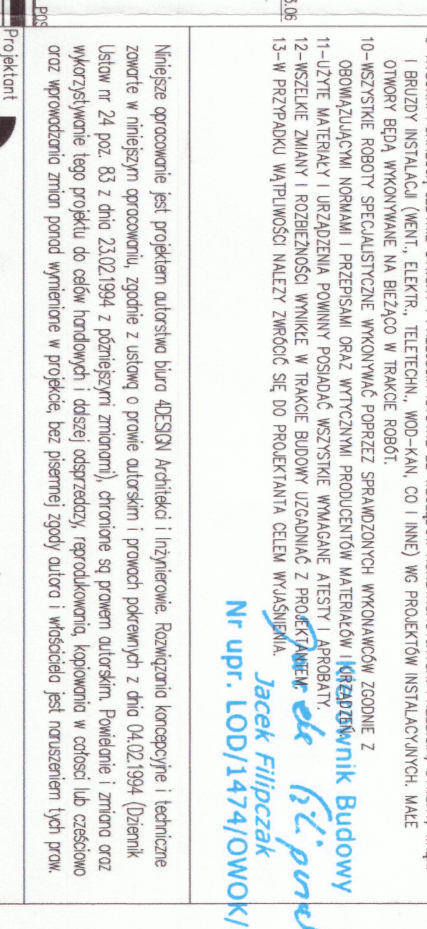 I BRUZDY INSTALACJI (WENT., ELEKTR., TELETECHN., WOD-KAN, CO I INNE) WG PROJEKTÓW INSTALACYJNYCH. MAŁE
OTWORY BĘDĄ WYKONYWANE NA BIEŻĄCO W TRAKCIE ROBÓT.
10-WSZYSTKIE ROBOTY SPECJALISTYCZNE WYKONYWAĆ POPRZEZ SPRAWDZONYCH WYKONAWCÓW ZGODNIE Z
OBOWIĄZUJĄCYMI NORMAMI I PRZEPISAMI ORAZ WYTYCZNYMI PRODUCENTÓW MATERIAŁÓW I URZĄDZEŃ.
11-UŻYTE MATERIAŁY I URZĄDZENIA POWINNY POSIADAĆ WSZYSTKIE WYMAGANE ATESTY I APROBATY.
12-WSZELKIE ZMIANY I ROZBIEŻNOŚCI WYNIKŁE W TRAKCIE BUDOWY UZGADNIAĆ Z PROJEKTANTEM.
13-W PRZYPADKU WĄTPLIWOŚCI NALEŻY ZWRÓCIĆ SIĘ DO PROJEKTANTA CELEM WYJAŚNIENIA.
Kierownik Budowy
Jacek Filipczak
Nr upr. LOD/1474/OWOK/
Niniejsze opracowanie jest projektem autorstwa biura 4DESIGN Architekci i Inżynierowie. Rozwiązania koncepcyjne i techniczne
zawarte w niniejszym opracowaniu, zgodnie z ustawą o prawie autorskim i prawach pokrewnych z dnia 04.02.1994 (Dziennik
Ustaw nr 24 poz. 83 z dnia 23.02.1994 z późniejszymi zmianami), chronione są prawem autorskim. Powielanie i zmiana oraz
wykorzystywanie tego projektu do celów handlowych i dalszej odsprzedaży, reprodukowania, kopiowania w całosci lub cześciowo
oraz wprowadzania zmian ponad wymienione w projekcie, bez pisemnej zgody autora i właściciela jest naruszeniem tych praw.
Projektant